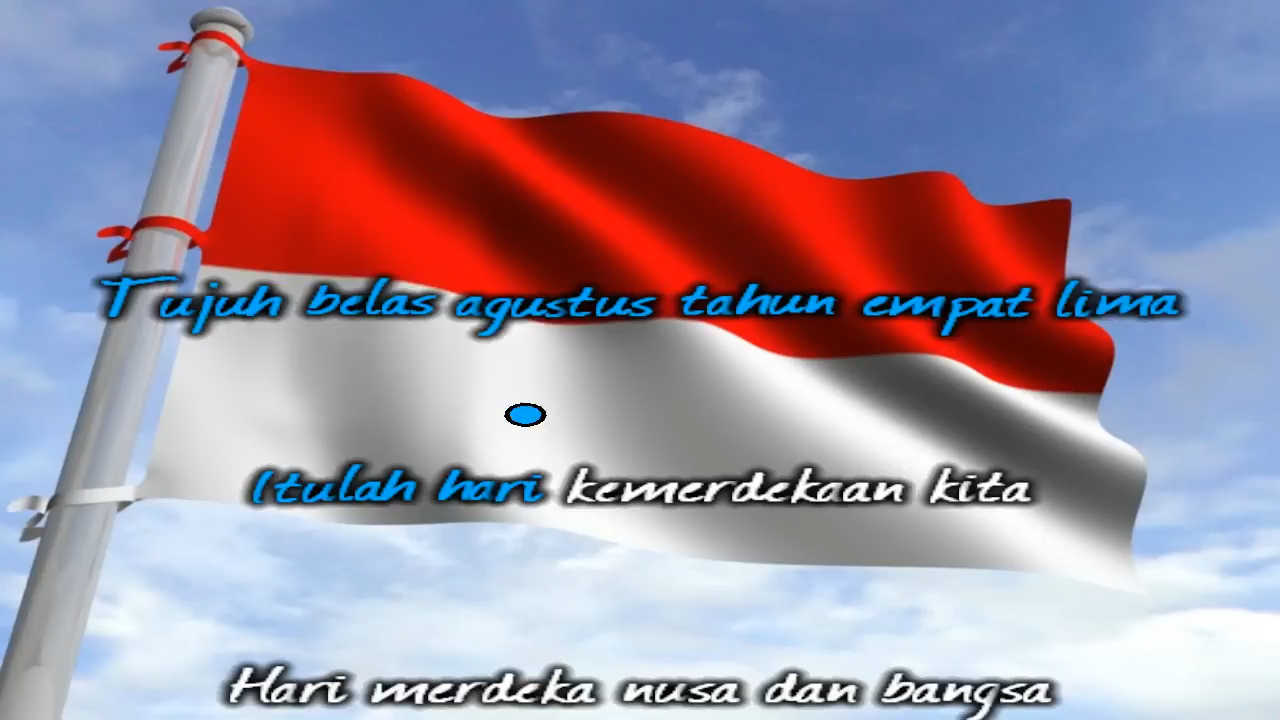 Tujuh belas agustus tahun empat lima
Itulah hari kemerdekaan kita
Hari merdeka nusa dan bangsa